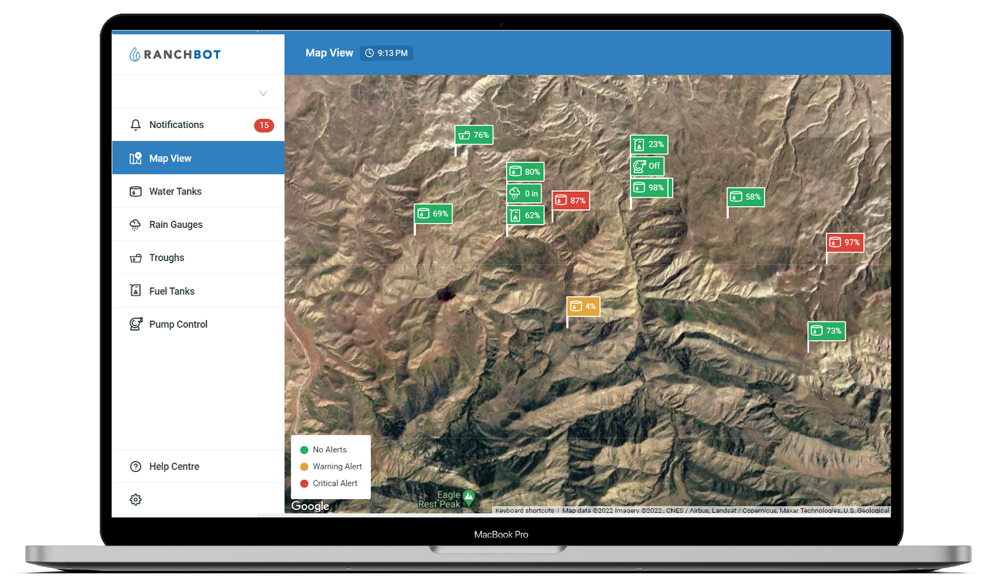 RANCHBOT
Map View
9:13 PM
Notifications
15
Map View
Water Tanks
Rain Gauges
Troughs
Fuel Tanks
Pump Control
Help Centre
76%
80%
0 in
62%
69%
87%
23%
Off
98%
58%
97%
4%
73%
No Alerts
Warning Alert
Critical Alert
Google
Eagle
Rest Peak
Keyboard shortcuts
Map data ©2022 Imagery ©2022 , CNES / Airbus, Landsat / Copernicus, Maxar Technologies, U.S. Geological
MacBook Pro